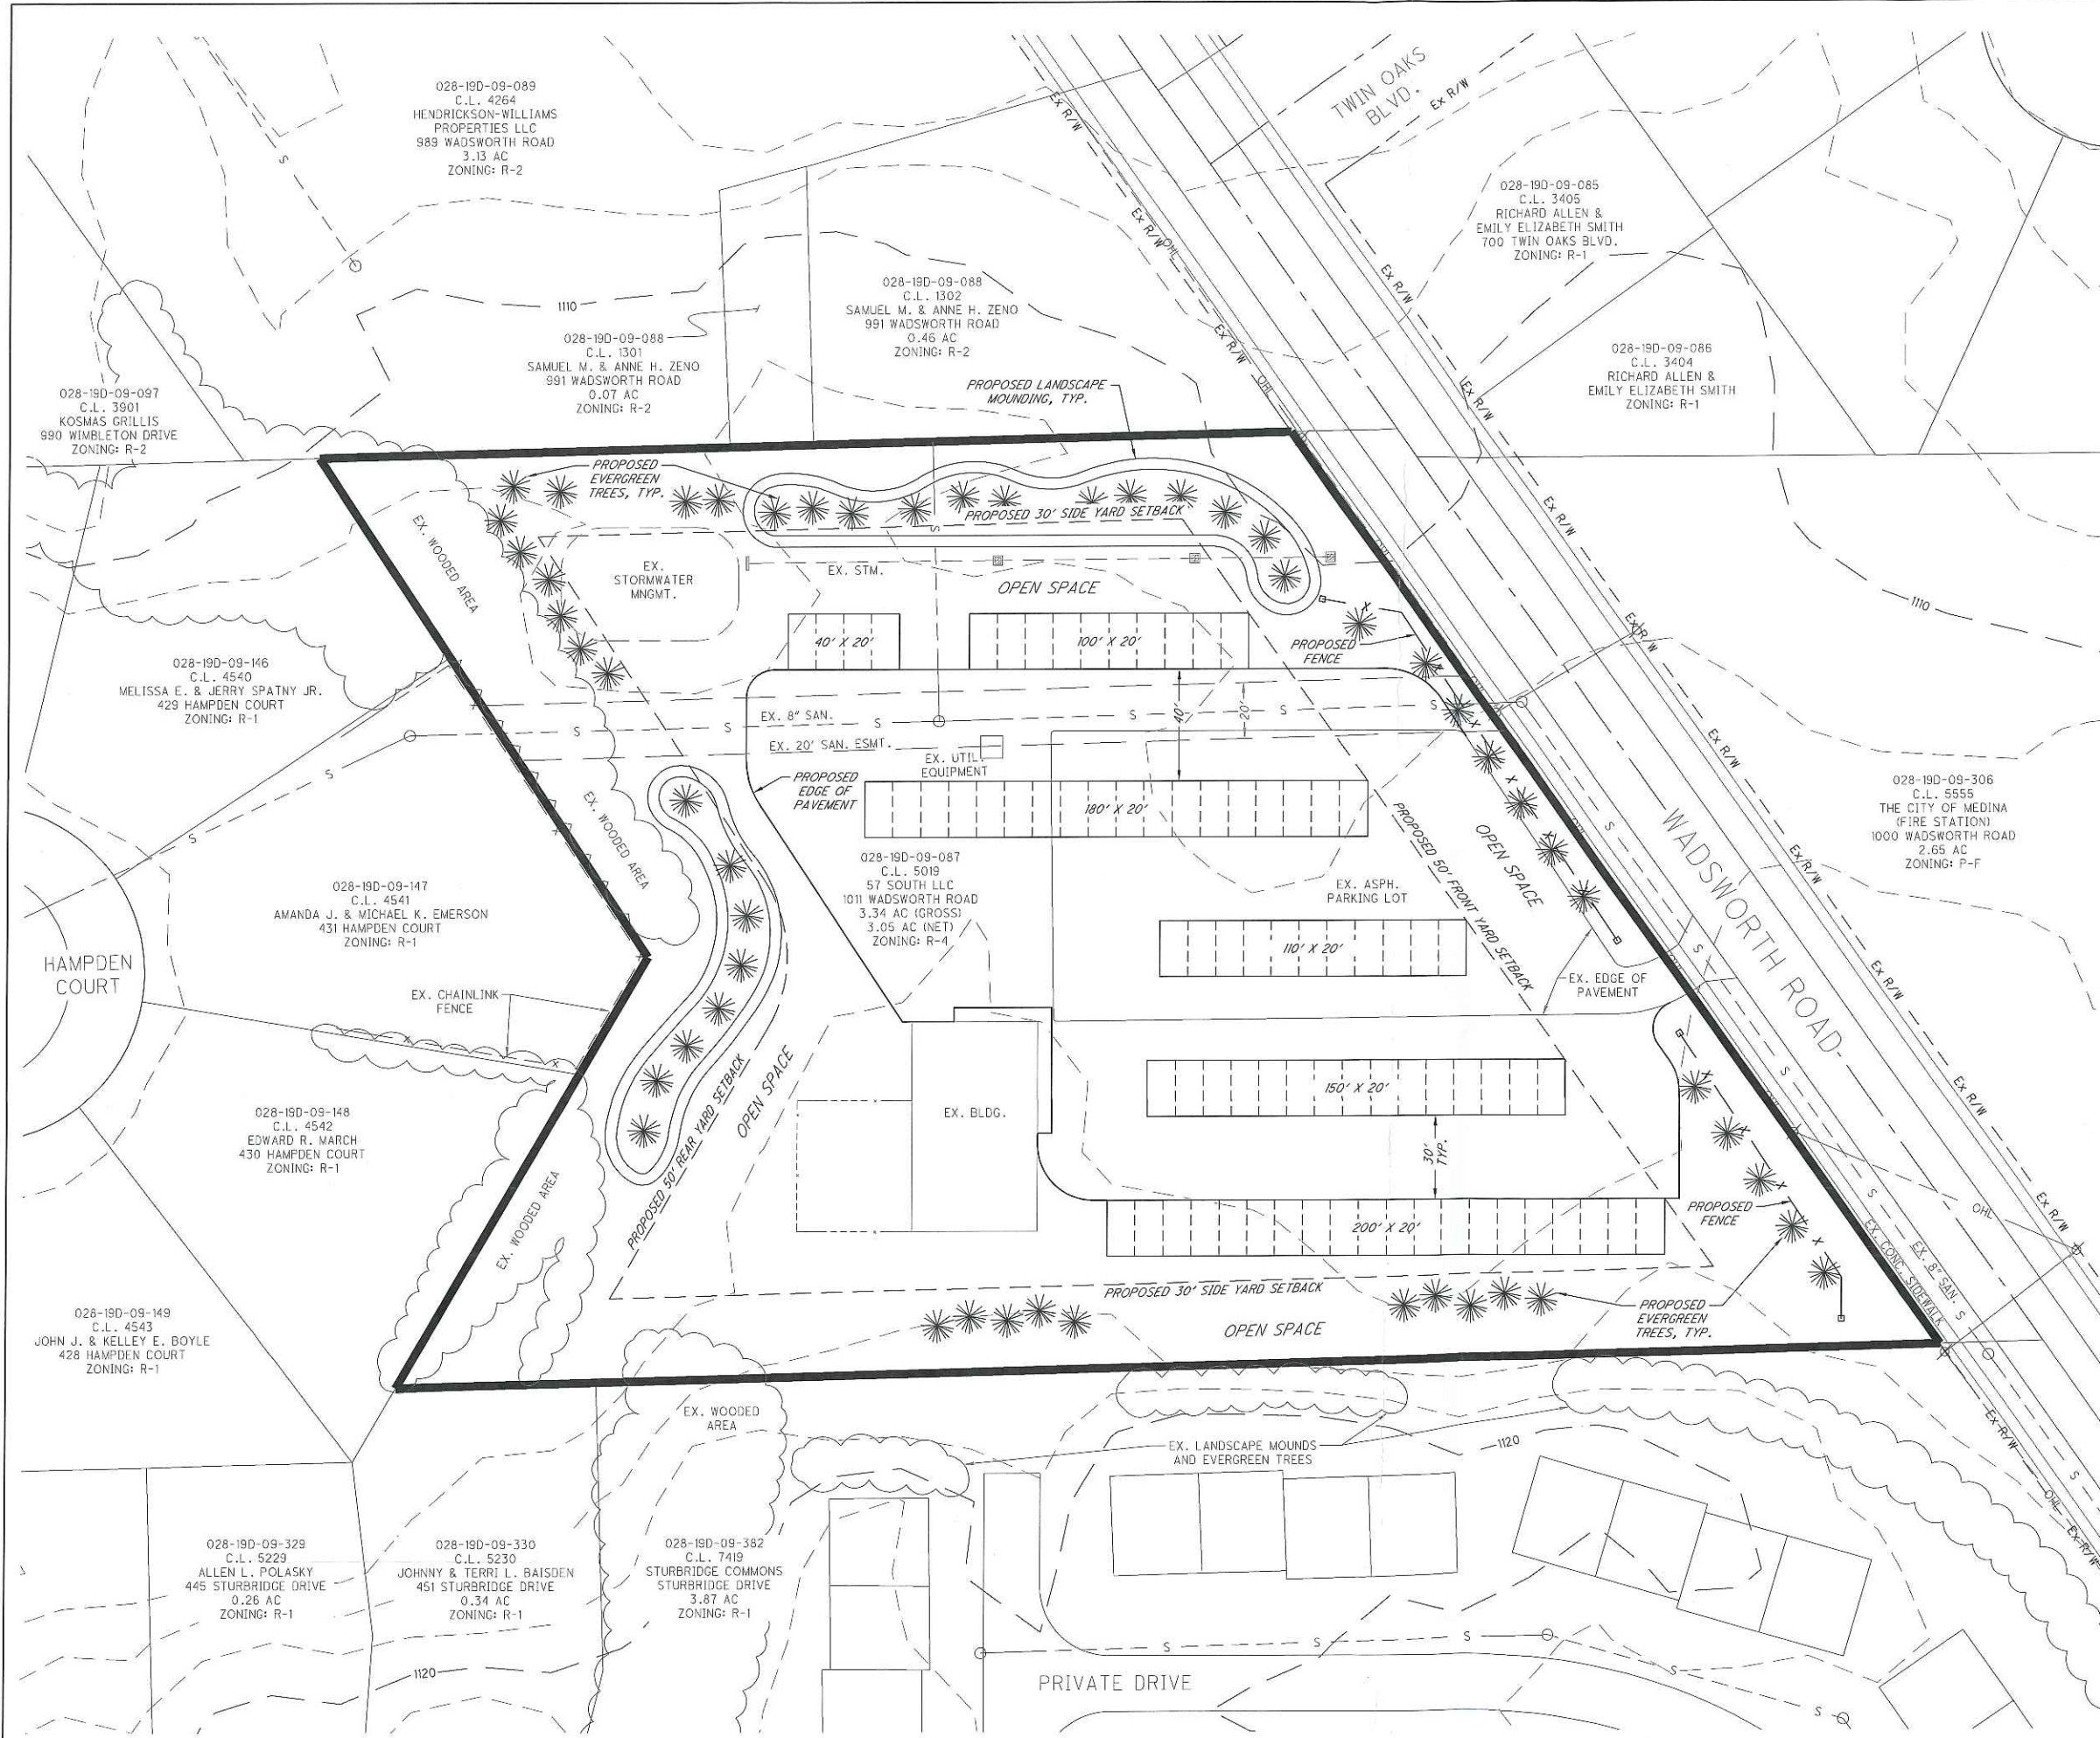 028-19D-09-089
C.L. 4264
HENDRICKSON-WILLIAMS
PROPERTIES LLC
989 WADSWORTH ROAD
3.13 AC
ZONING: R-2
TWIN OAKS
BLVD.
Ex R/W
Ex R/W
Ex R/W
OHL
Ex R/W
OHL
028-19D-09-085
C.L. 3405
RICHARD ALLEN &
EMILY ELIZABETH SMITH
700 TWIN OAKS BLVD.
ZONING: R-1
Ex R/W
1110
028-19D-09-088
C.L. 1301
SAMUEL M. & ANNE H. ZENO
991 WADSWORTH ROAD
0.07 AC
ZONING: R-2
028-19D-09-088
C.L. 1302
SAMUEL M. & ANNE H. ZENO
991 WADSWORTH ROAD
0.46 AC
ZONING: R-2
028-19D-09-086
C.L. 3404
RICHARD ALLEN &
EMILY ELIZABETH SMITH
ZONING: R-1
Ex R/W
028-19D-09-097
C.L. 3901
KOSMAS GRILLIS
990 WIMBLETON DRIVE
ZONING: R-2
PROPOSED LANDSCAPE
MOUNDING, TYP.
PROPOSED
EVERGREEN
TREES, TYP.
PROPOSED 30' SIDE YARD SETBACK
Ex R/W
EX. WOODED AREA
EX.
STORMWATER
MNGMT.
EX. STM.
OPEN SPACE
1110
40' X 20'
100' X 20'
PROPOSED
FENCE
X
Ex R/W
028-19D-09-146
C.L. 4540
MELISSA E. & JERRY SPATNY JR.
429 HAMPDEN COURT
ZONING: R-1
EX. 8" SAN.
S
S
S
S
S
40'
20'
EX. 20' SAN. ESMT.
EX. UTIL.
EQUIPMENT
PROPOSED
EDGE OF
PAVEMENT
180' X 20'
Ex R/W
028-19D-09-306
C.L. 5555
THE CITY OF MEDINA
(FIRE STATION)
1000 WADSWORTH ROAD
2.65 AC
ZONING: P-F
EX. WOODED AREA
PROPOSED 50' FRONT YARD SETBACK
OPEN SPACE
WADSWORTH ROAD
Ex R/W
028-19D-09-087
C.L. 5019
57 SOUTH LLC
1011 WADSWORTH ROAD
3.34 AC (GROSS)
3.05 AC (NET)
ZONING: R-4
EX. ASPH.
PARKING LOT
028-19D-09-147
C.L. 4541
AMANDA J. & MICHAEL K. EMERSON
431 HAMPDEN COURT
ZONING: R-1
110' X 20'
HAMPDEN
COURT
EX. CHAINLINK
FENCE
EX. EDGE OF
PAVEMENT
Ex R/W
PROPOSED 50' REAR YARD SETBACK
OPEN SPACE
EX. BLDG.
150' X 20'
Ex R/W
028-19D-09-148
C.L. 4542
EDWARD R. MARCH
430 HAMPDEN COURT
ZONING: R-1
30'
TYP.
EX. WOODED AREA
200' X 20'
PROPOSED
FENCE
OHL
Ex R/W
EX. CONC. SIDEWALK
EX. 8" SAN.
S
PROPOSED 30' SIDE YARD SETBACK
PROPOSED
EVERGREEN
TREES, TYP.
OPEN SPACE
028-19D-09-149
C.L. 4543
JOHN J. & KELLEY E. BOYLE
428 HAMPDEN COURT
ZONING: R-1
EX. WOODED
AREA
EX. LANDSCAPE MOUNDS
AND EVERGREEN TREES
1120
Ex R/W
S
OHL
Ex R/W
028-19D-09-329
C.L. 5229
ALLEN L. POLASKY
445 STURBRIDGE DRIVE
0.26 AC
ZONING: R-1
028-19D-09-330
C.L. 5230
JOHNNY & TERRI L. BAISDEN
451 STURBRIDGE DRIVE
0.34 AC
ZONING: R-1
028-19D-09-382
C.L. 7419
STURBRIDGE COMMONS
STURBRIDGE DRIVE
3.87 AC
ZONING: R-1
1120
S
S
S
S
S
PRIVATE DRIVE